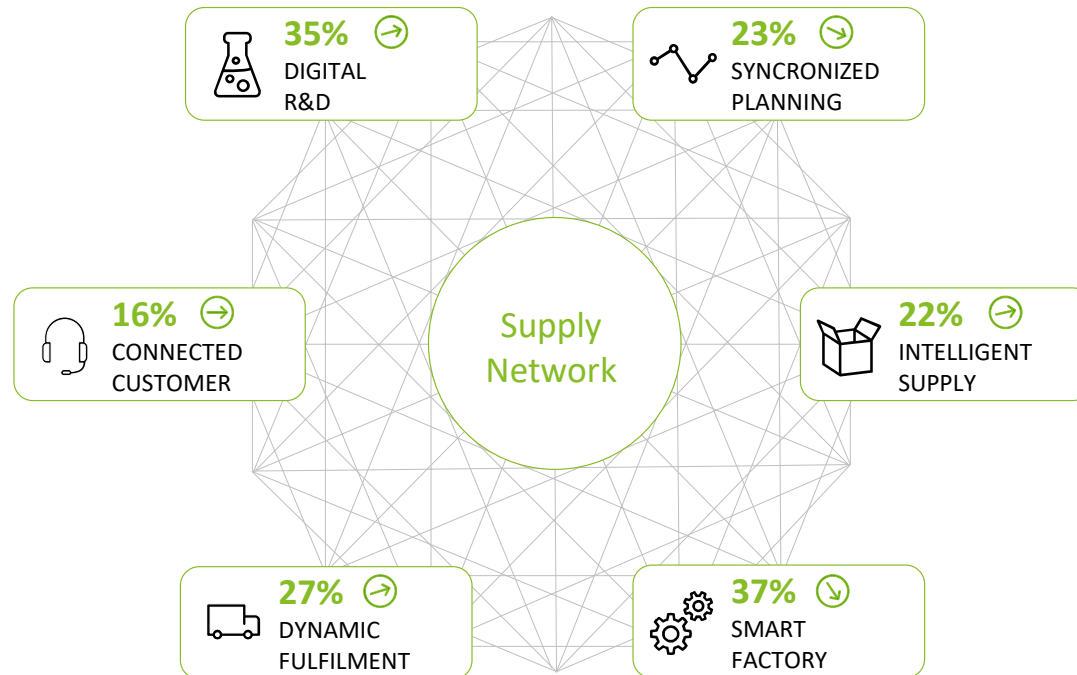 35%
DIGITAL
R&D
23%
SYNCRONIZED
PLANNING
16%
CONNECTED
CUSTOMER
Supply
Network
22%
INTELLIGENT
SUPPLY
27%
DYNAMIC
FULFILMENT
37%
SMART
FACTORY